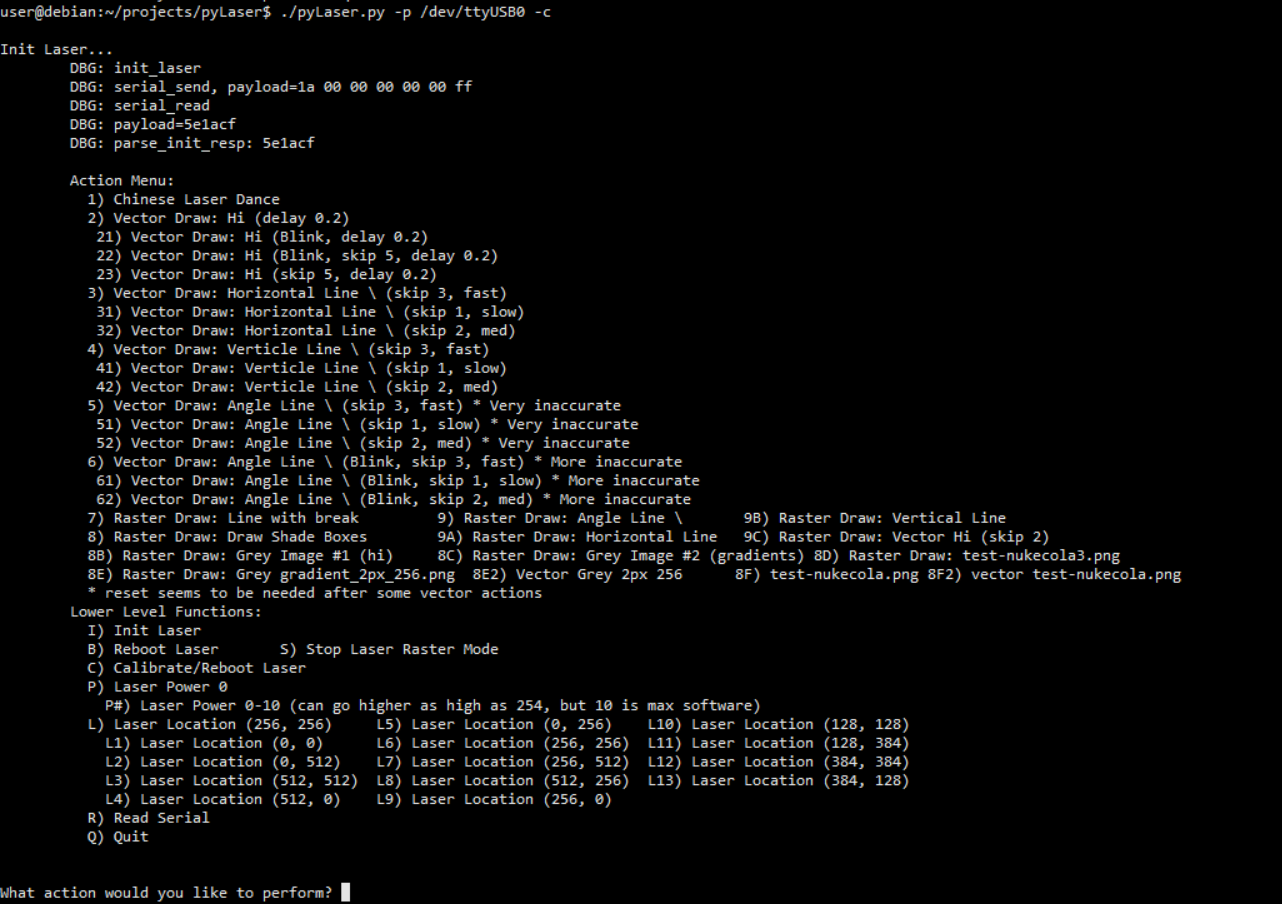 user@debian:~/projects/pyLaser$ ./pyLaser.py -p /dev/ttyUSB0 -c
Init Laser...
DBG: init_laser
DBG: serial_send, payload=1a 00 00 00 00 00 ff
DBG: serial_read
DBG: payload=5e1acf
DBG: parse_init_resp: 5e1acf
Action Menu:
1) Chinese Laser Dance
2) Vector Draw: Hi (delay 0.2)
21) Vector Draw: Hi (Blink, delay 0.2)
22) Vector Draw: Hi (Blink, skip 5, delay 0.2)
23) Vector Draw: Hi (skip 5, delay 0.2)
3) Vector Draw: Horizontal Line \ (skip 3, fast)
31) Vector Draw: Horizontal Line \ (skip 1, slow)
32) Vector Draw: Horizontal Line \ (skip 2, med)
4) Vector Draw: Verticle Line \ (skip 3, fast)
41) Vector Draw: Verticle Line \ (skip 1, slow)
42) Vector Draw: Verticle Line \ (skip 2, med)
5) Vector Draw: Angle Line \ (skip 3, fast) * Very inaccurate
51) Vector Draw: Angle Line \ (skip 1, slow) * Very inaccurate
52) Vector Draw: Angle Line \ (skip 2, med) * Very inaccurate
6) Vector Draw: Angle Line \ (Blink, skip 3, fast) * More inaccurate
61) Vector Draw: Angle Line \ (Blink, skip 1, slow) * More inaccurate
62) Vector Draw: Angle Line \ (Blink, skip 2, med) * More inaccurate
7) Raster Draw: Line with break 9) Raster Draw: Angle Line \ 9B) Raster Draw: Vertical Line
8) Raster Draw: Draw Shade Boxes 9A) Raster Draw: Horizontal Line 9C) Raster Draw: Vector Hi (skip 2)
8B) Raster Draw: Grey Image #1 (hi) 8C) Raster Draw: Grey Image #2 (gradients) 8D) Raster Draw: test-nukecola3.png
8E) Raster Draw: Grey gradient_2px_256.png 8E2) Vector Grey 2px 256 8F) test-nukecola.png 8F2) vector test-nukecola.png
* reset seems to be needed after some vector actions
Lower Level Functions:
I) Init Laser
B) Reboot Laser S) Stop Laser Raster Mode
C) Calibrate/Reboot Laser
P) Laser Power 0
P#) Laser Power 0-10 (can go higher as high as 254, but 10 is max software)
L) Laser Location (256, 256) L5) Laser Location (0, 256) L10) Laser Location (128, 128)
L1) Laser Location (0, 0) L6) Laser Location (256, 256) L11) Laser Location (128, 384)
L2) Laser Location (0, 512) L7) Laser Location (256, 512) L12) Laser Location (384, 384)
L3) Laser Location (512, 512) L8) Laser Location (512, 256) L13) Laser Location (384, 128)
L4) Laser Location (512, 0) L9) Laser Location (256, 0)
R) Read Serial
Q) Quit
What action would you like to perform?